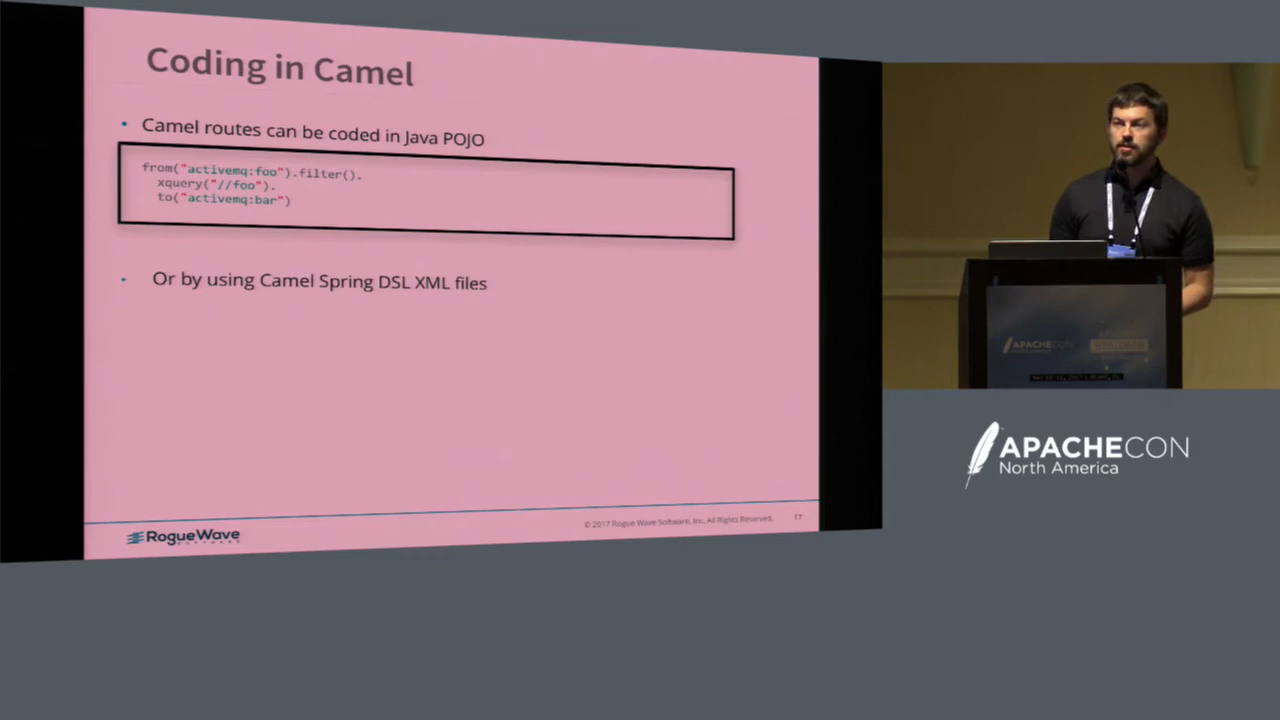 Coding in Camel
• Camel routes can be coded in Java POJO
from("activemq:foo").filter().
xquery("//foo").
to("activemq:bar")
• Or by using Camel Spring DSL XML files
RogueWave
SOFTWARE
© 2017 Rogue Wave Software, Inc. All Rights Reserved.
17
APACHECON
APACHECON
North America